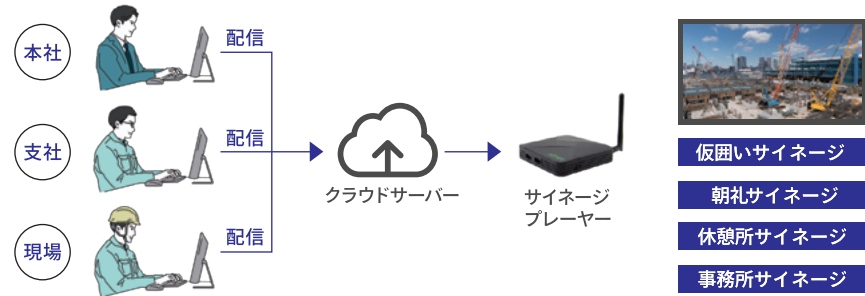 本社
配信
支社
配信
現場
配信
クラウドサーバー
サイネージ
プレーヤー
仮囲いサイネージ
朝礼サイネージ
休憩所サイネージ
事務所サイネージ